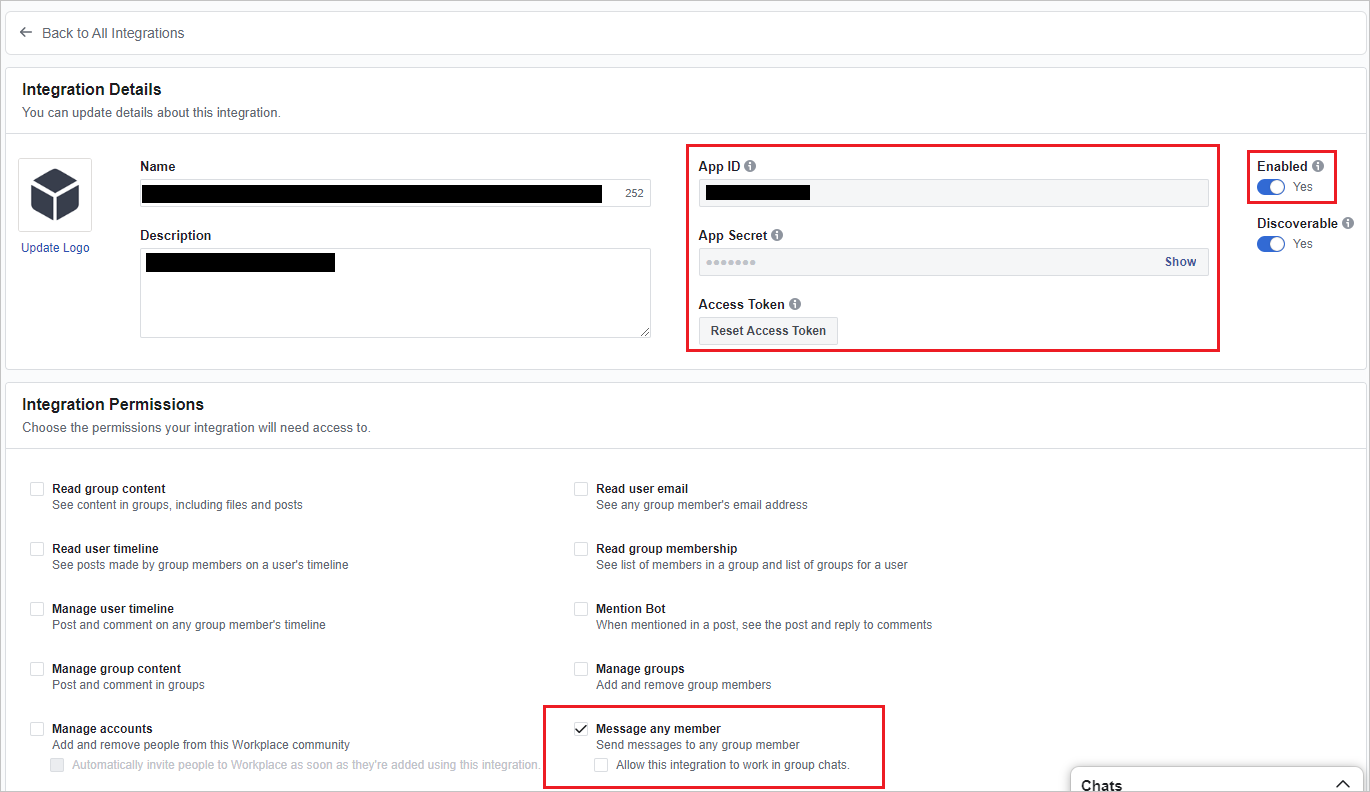 Back to All Integrations
Integration Details
You can update details about this integration.
Update Logo
Name
252
Description
App ID
App Secret
Show
Access Token
Reset Access Token
Enabled
Yes
Discoverable
Yes
Integration Permissions
Choose the permissions your integration will need access to.
Read group content
See content in groups, including files and posts
Read user email
See any group member's email address
Read user timeline
See posts made by group members on a user's timeline
Read group membership
See list of members in a group and list of groups for a user
Manage user timeline
Post and comment on any group member's timeline
Mention Bot
When mentioned in a post, see the post and reply to comments
Manage group content
Post and comment in groups
Manage groups
Add and remove group members
Manage accounts
Add and remove people from this Workplace community
Automatically invite people to Workplace as soon as they're added using this integration.
Message any member
Send messages to any group member
Allow this integration to work in group chats.
Chats